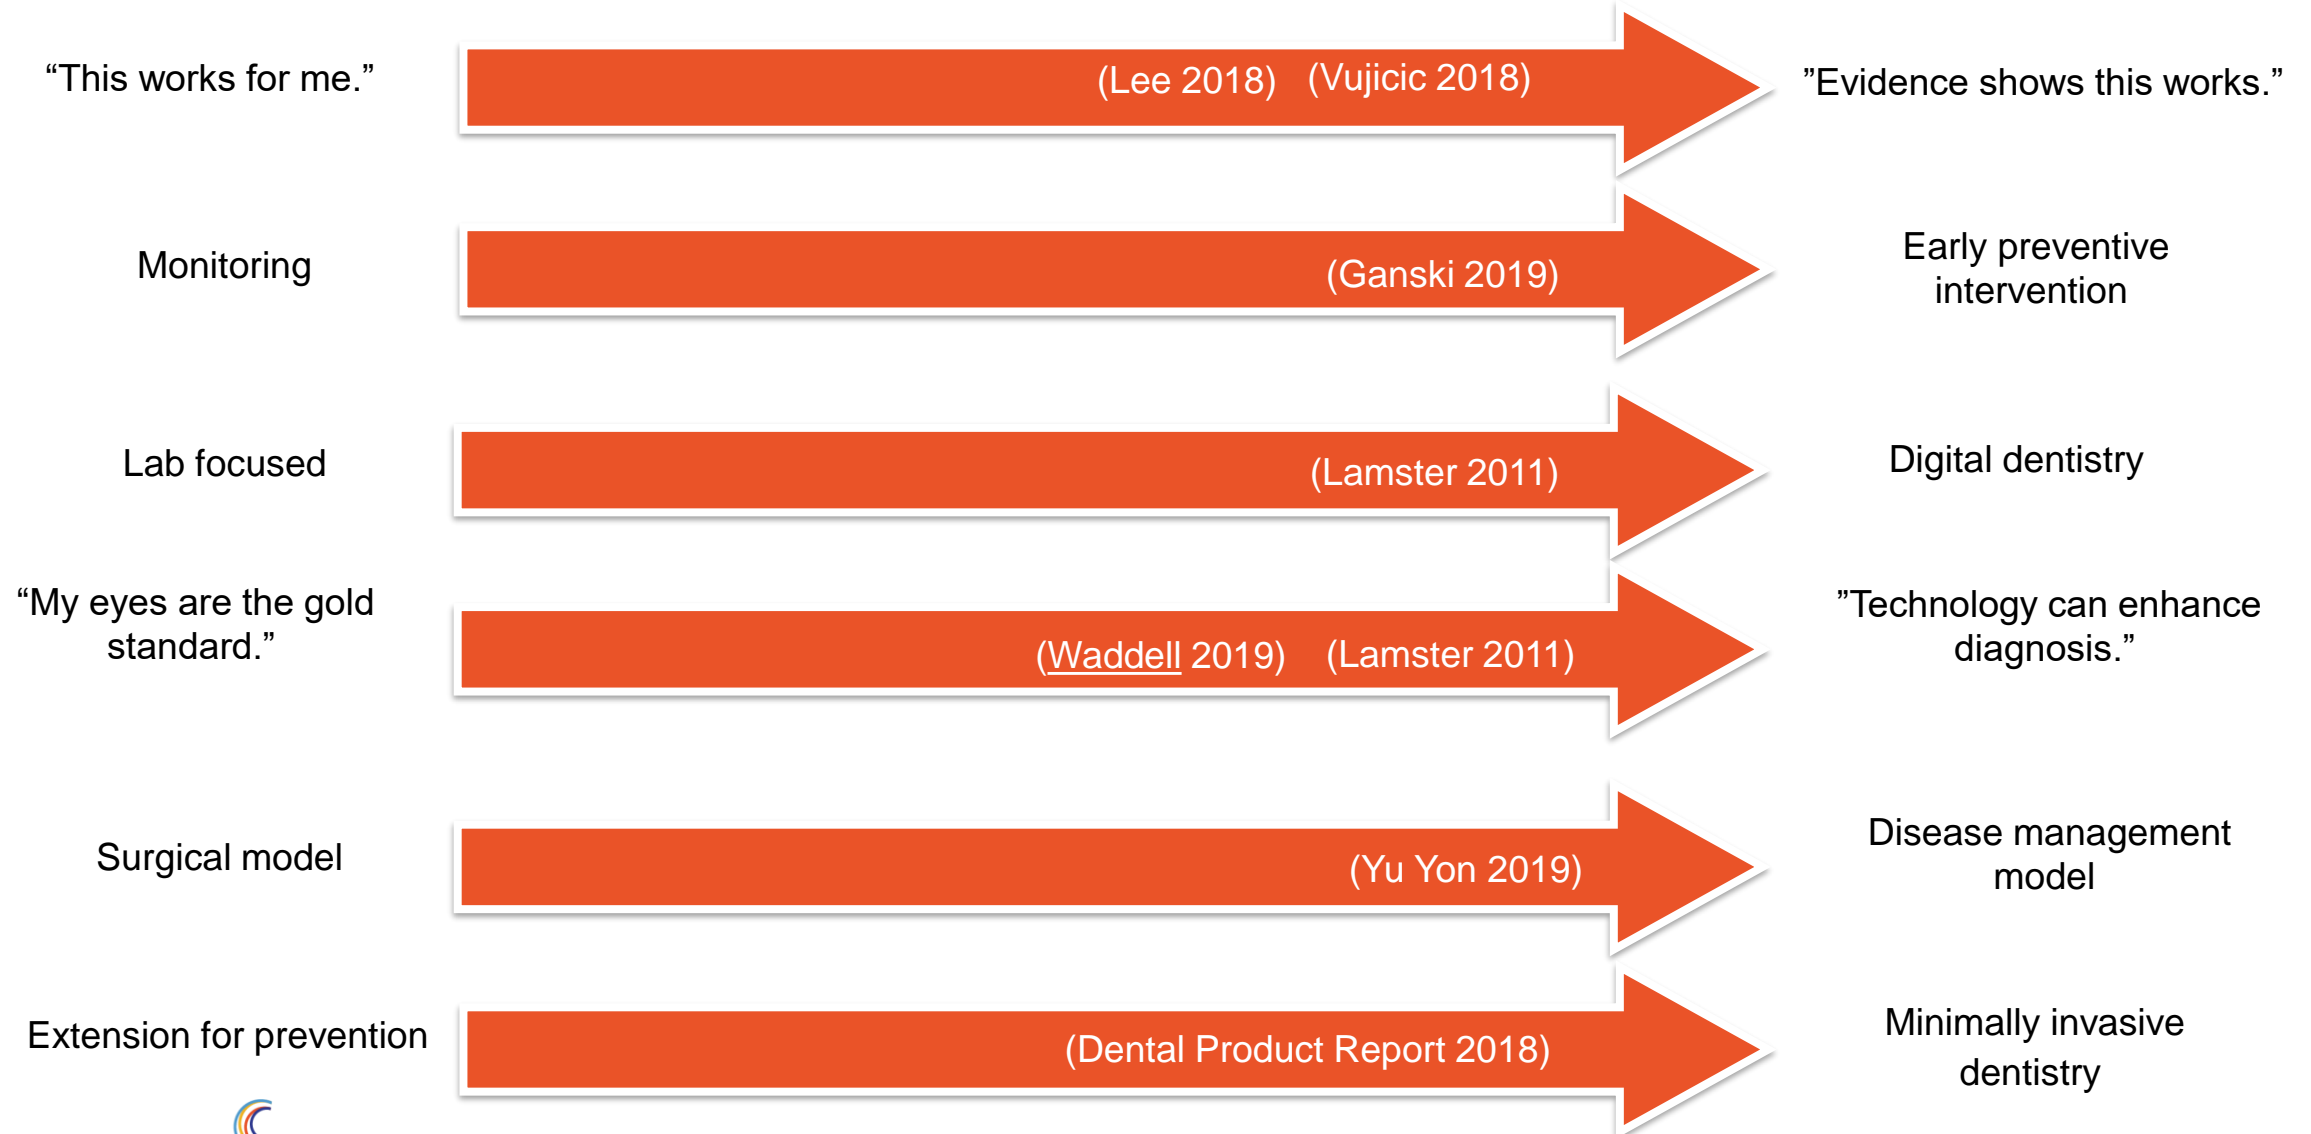 “This works for me.”
(Lee 2018) (Vujicic 2018)
”Evidence shows this works.”
Monitoring
(Ganski 2019)
Early preventive
intervention
Lab focused
(Lamster 2011)
Digital dentistry
“My eyes are the gold
standard.”
(Waddell 2019) (Lamster 2011)
”Technology can enhance
diagnosis.”
Surgical model
(Yu Yon 2019)
Disease management
model
Extension for prevention
(Dental Product Report 2018)
Minimally invasive
dentistry